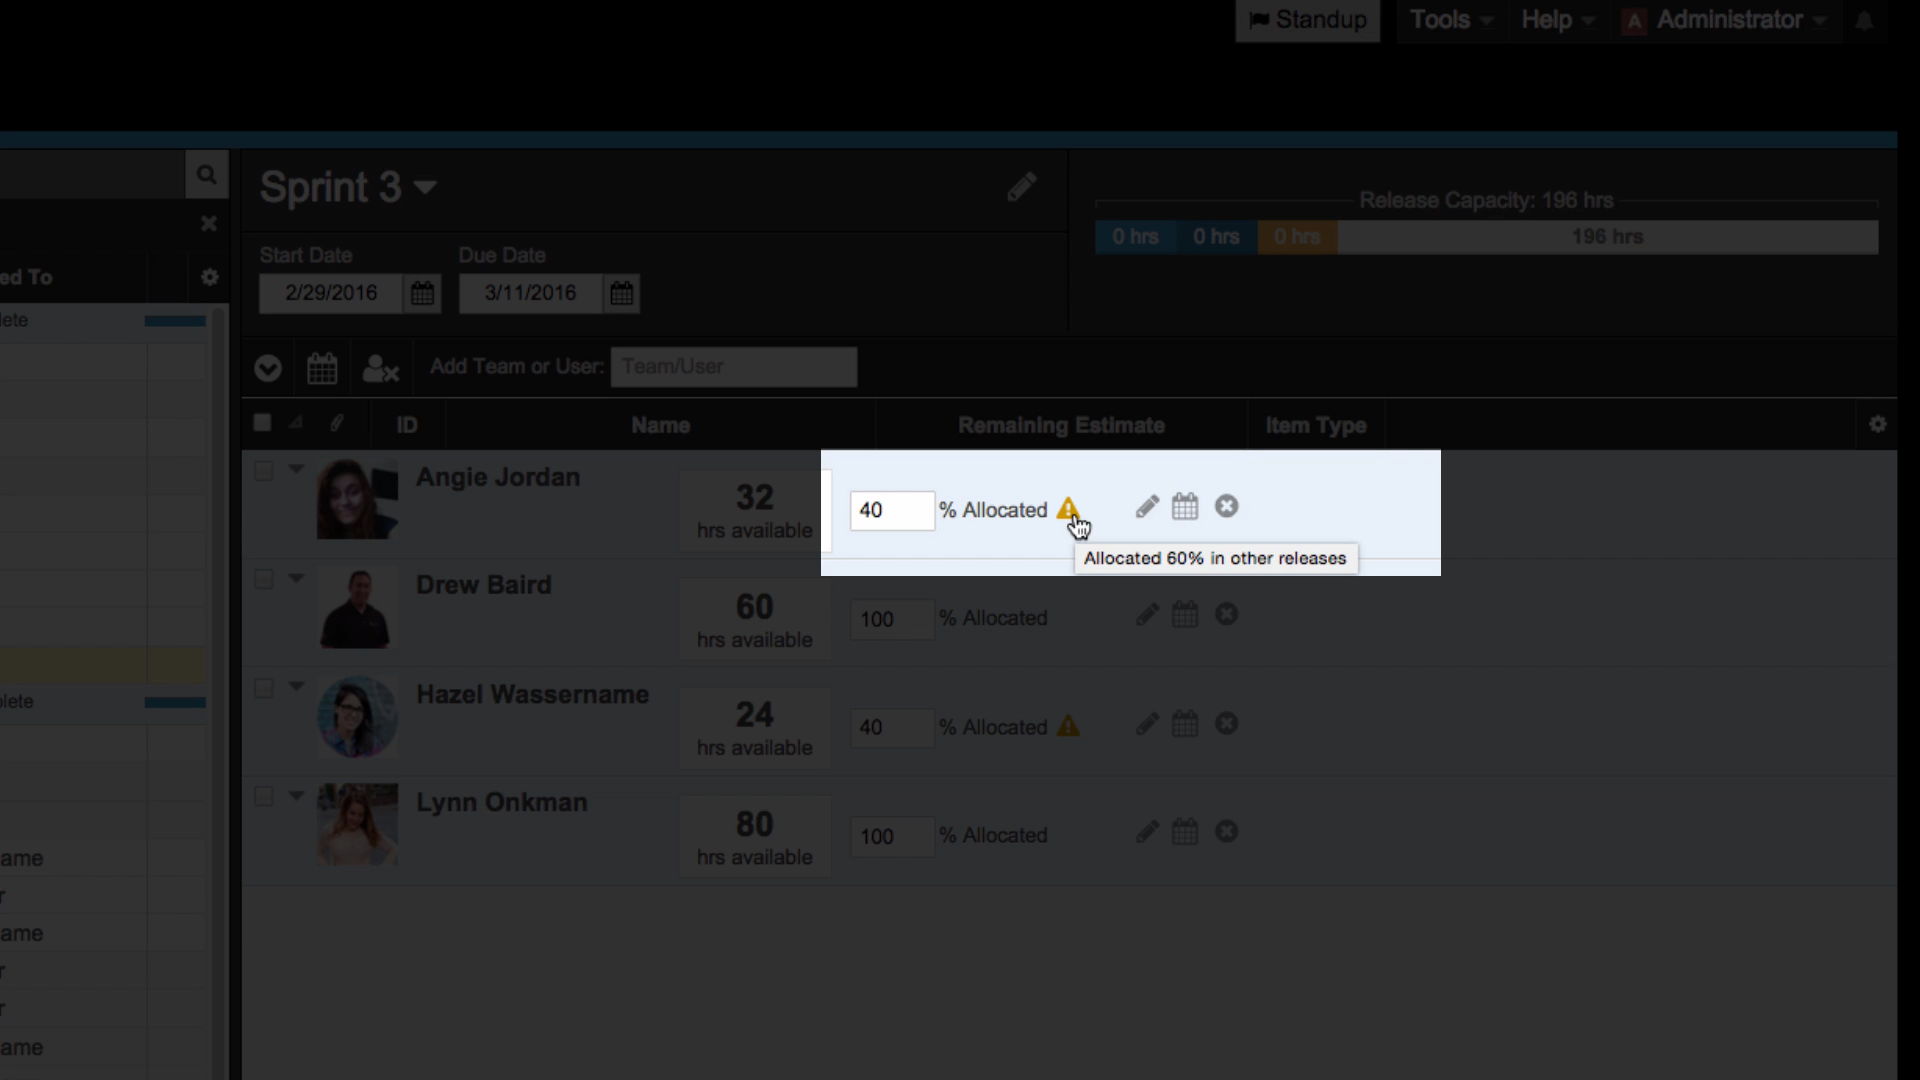 Standup
Tools
Help
A Administrator
Sprint 3
Start Date
Due Date
2/29/2016
3/11/2016
Release Capacity: 196 hrs
0 hrs
0 hrs
0 hrs
196 hrs
ed To
lete
Add Team or User:
Team/User
ID
Name
Remaining Estimate
Item Type
Angie Jordan
32
hrs available
40
% Allocated
Allocated 60% in other releases
Drew Baird
60
hrs available
100
% Allocated
Hazel Wassername
24
hrs available
40
% Allocated
plete
Lynn Onkman
80
hrs available
100
% Allocated
ame
r
ame
r
r
ame